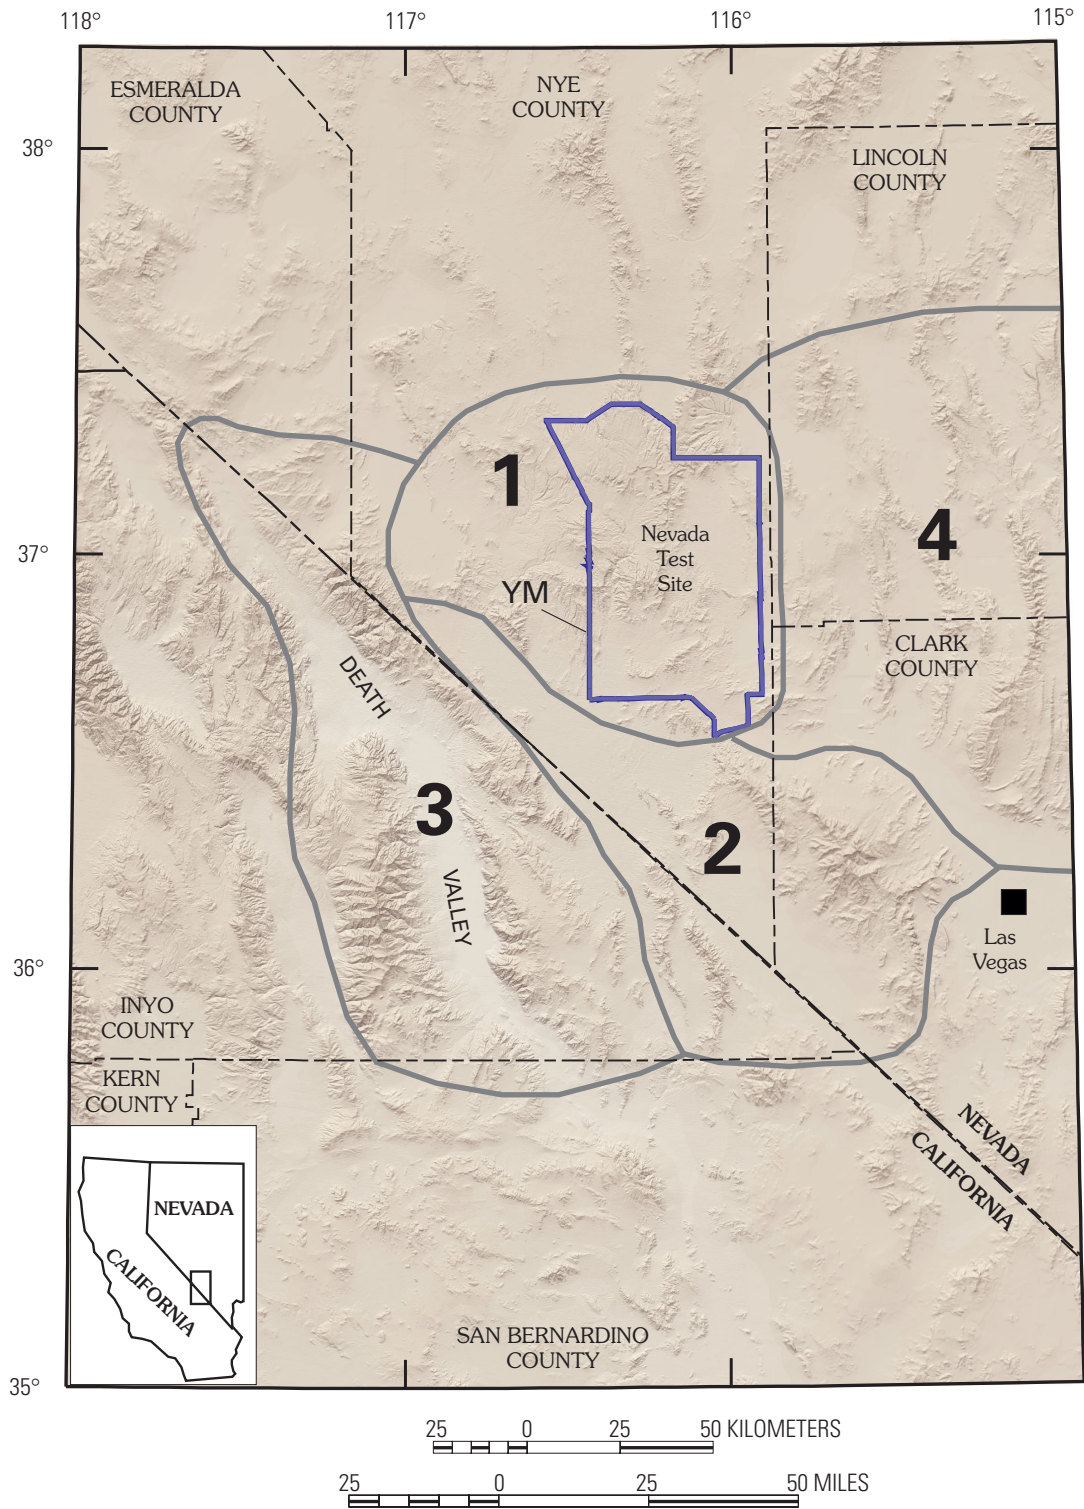 118°
117°
116°
115°
ESMERALDA
COUNTY
NYE
COUNTY
38°
LINCOLN
COUNTY
1
Nevada
Test
Site
4
37°
YM
CLARK
COUNTY
DEATH
3
2
VALLEY
Las
Vegas
36°
INYO
COUNTY
KERN
COUNTY
NEVADA
CALIFORNIA
NEVADA
CALIFORNIA
SAN BERNARDINO
COUNTY
35°
25 0 25 50 KILOMETERS
25 0 25 50 MILES